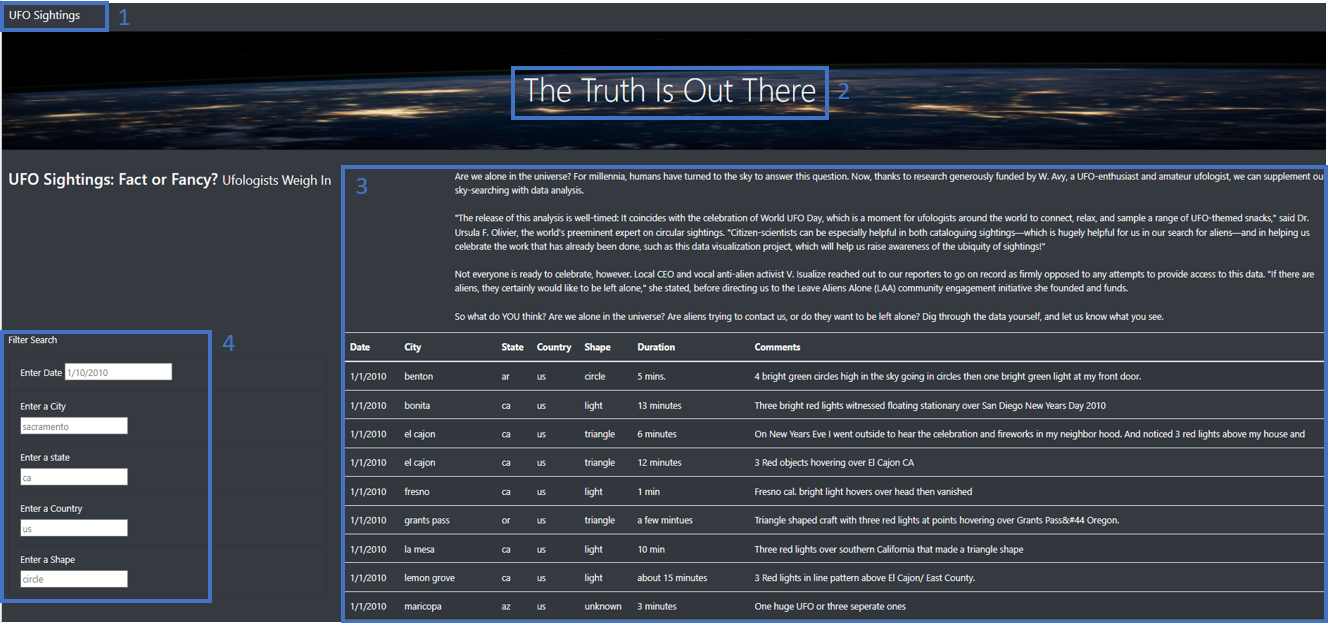 UFO Sightings
1
The Truth Is Out There
2
UFO Sightings: Fact or Fancy? Ufologists Weigh In
3
Are we alone in the universe? For millennia, humans have turned to the sky to answer this question. Now, thanks to research generously funded by W. Avy, a UFO-enthusiast and amateur ufologist, we can supplement ou
sky-searching with data analysis.
"The release of this analysis is well-timed: It coincides with the celebration of World UFO Day, which is a moment for ufologists around the world to connect, relax, and sample a range of UFO-themed snacks," said Dr.
Ursula F. Olivier, the world's preeminent expert on circular sightings. "Citizen-scientists can be especially helpful in both cataloguing sightings—which is hugely helpful for us in our search for aliens—and in helping us
celebrate the work that has already been done, such as this data visualization project, which will help us raise awareness of the ubiquity of sightings!"
Not everyone is ready to celebrate, however. Local CEO and vocal anti-alien activist V. Isualize reached out to our reporters to go on record as firmly opposed to any attempts to provide access to this data. "If there are
aliens, they certainly would like to be left alone," she stated, before directing us to the Leave Aliens Alone (LAA) community engagement initiative she founded and funds.
So what do YOU think? Are we alone in the universe? Are aliens trying to contact us, or do they want to be left alone? Dig through the data yourself, and let us know what you see.
4
Filter Search
Enter Date 1/10/2010
Enter a City
sacramento
Enter a state
ca
Enter a Country
us
Enter a Shape
circle
Date City State Country Shape Duration Comments
1/1/2010 benton ar us circle 5 mins. 4 bright green circles high in the sky going in circles then one bright green light at my front door.
1/1/2010 bonita ca us light 13 minutes Three bright red lights witnessed floating stationary over San Diego New Years Day 2010
1/1/2010 el cajon ca us triangle 6 minutes On New Years Eve I went outside to hear the celebration and fireworks in my neighbor hood. And noticed 3 red lights above my house and
1/1/2010 el cajon ca us triangle 12 minutes 3 Red objects hovering over El Cajon CA
1/1/2010 fresno ca us light 1 min Fresno cal. bright light hovers over head then vanished
1/1/2010 grants pass or us triangle a few mintues Triangle shaped craft with three red lights at points hovering over Grants Pass&#44 Oregon.
1/1/2010 la mesa ca us light 10 min Three red lights over southern California that made a triangle shape
1/1/2010 lemon grove ca us light about 15 minutes 3 Red lights in line pattern above El Cajon/ East County.
1/1/2010 maricopa az us unknown 3 minutes One huge UFO or three seperate ones